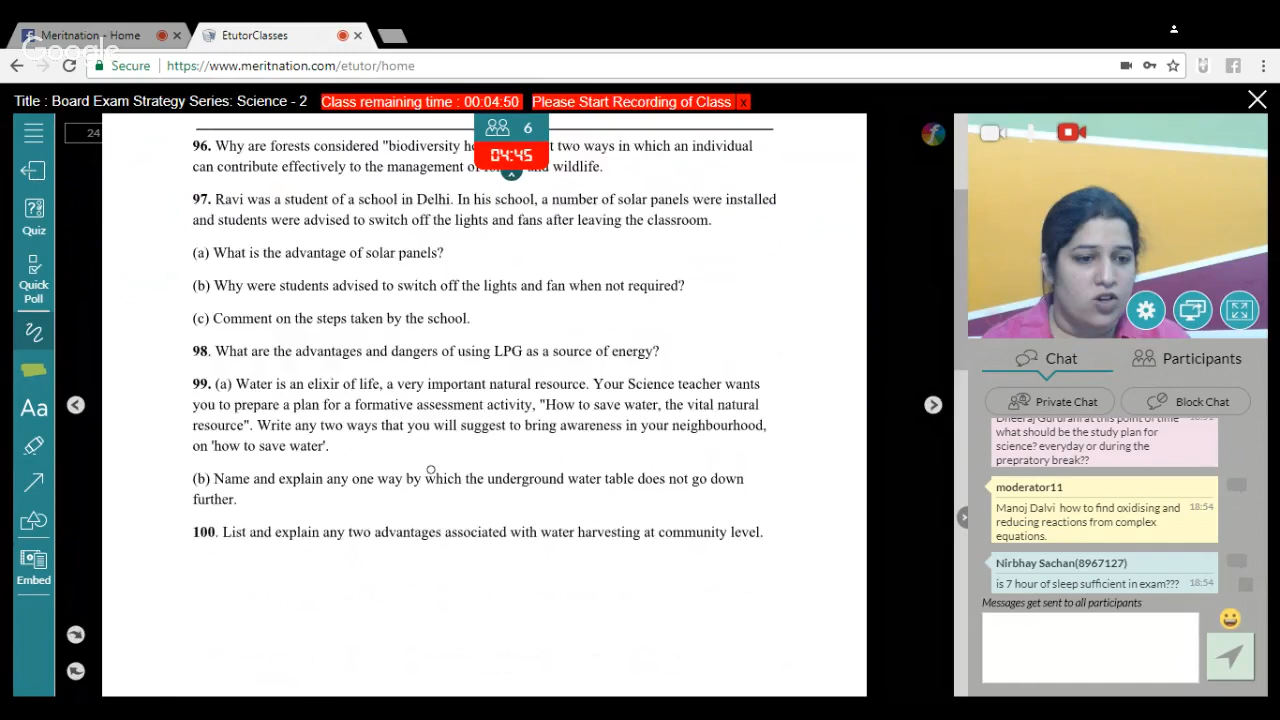 Meritnation - Home
EtutorClasses
Google
Secure
https://www.meritnation.com/etutor/home
Title : Board Exam Strategy Series: Science - 2
Class remaining time : 00:04:50
Please Start Recording of Class x
6
04:45
24
Quiz
Quick
Poll
Aa
Embed
96. Why are forests considered "biodiversity two ways in which an individual
can contribute effectively to the management of and wildlife.
97. Ravi was a student of a school in Delhi. In his school, a number of solar panels were installed
and students were advised to switch off the lights and fans after leaving the classroom.
(a) What is the advantage of solar panels?
(b) Why were students advised to switch off the lights and fan when not required?
(c) Comment on the steps taken by the school.
98. What are the advantages and dangers of using LPG as a source of energy?
99. (a) Water is an elixir of life, a very important natural resource. Your Science teacher wants
you to prepare a plan for a formative assessment activity, "How to save water, the vital natural
resource". Write any two ways that you will suggest to bring awareness in your neighbourhood,
on 'how to save water'.
(b) Name and explain any one way by which the underground water table does not go down
further.
100. List and explain any two advantages associated with water harvesting at community level.
Chat
Participants
Private Chat
Block Chat
at this point of time
what should be the study plan for
science? everyday or during the
prepratory break??
moderator11
Manoj Dalvi how to find oxidising and
reducing reactions from complex
equations.
18:54
Nirbhay Sachan(8967127)
is 7 hour of sleep sufficient in exam???
18:54
Messages get sent to all participants